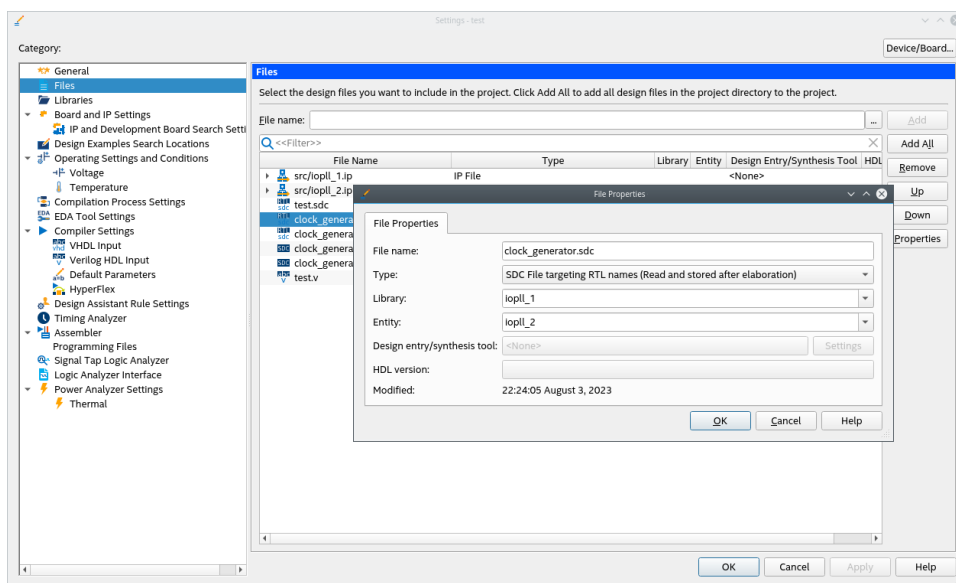 Settings - test
Category:
Device/Board...
General
Files
Libraries
Board and IP Settings
IP and Development Board Search Setti
Design Examples Search Locations
Operating Settings and Conditions
Voltage
Temperature
Compilation Process Settings
EDA Tool Settings
Compiler Settings
VHDL Input
Verilog HDL Input
Default Parameters
HyperFlex
Design Assistant Rule Settings
Timing Analyzer
Assembler
Programming Files
Signal Tap Logic Analyzer
Logic Analyzer Interface
Power Analyzer Settings
Thermal
Files
Select the design files you want to include in the project. Click Add All to add all design files in the project directory to the project.
File name: ... Add
<<Filter>> Add All
File Name Type Library Entity Design Entry/Synthesis Tool HDL
Remove
src/iopll_1.ip IP File <None>
src/iopll_2.ip
Up
test.sdc
Down
clock_genera
clock_genera
Properties
clock_genera
clock_genera
test.v
File Properties
File Properties
File name: clock_generator.sdc
Type: SDC File targeting RTL names (Read and stored after elaboration)
Library: iopll_1
Entity: iopll_2
Design entry/synthesis tool: <None> Settings
HDL version:
Modified: 22:24:05 August 3, 2023
OK Cancel Help
OK Cancel Apply Help